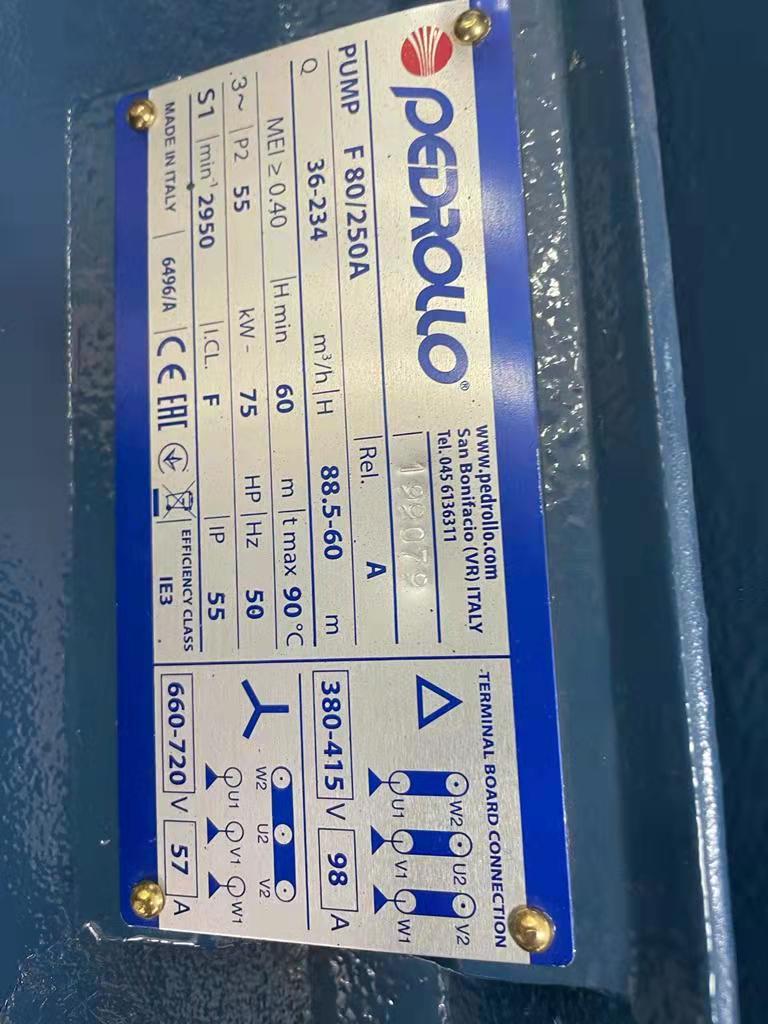 PEDROLLO®
www.pedrollo.com
San Bonifacio (VR) ITALY
Tel. 045 6136311
199079
PUMP F 80/250A Rel. A
Q 36-234 m³/h H 88.5-60 m
MEI ≥ 0.40 H min 60 m t max 90 °C
3~ P2 55 kW - 75 HP Hz 50
S1 min⁻¹ 2950 I.CL. F IP 55
MADE IN ITALY 6496/A CE EAC EFFICIENCY CLASS IE3
TERMINAL BOARD CONNECTION
Δ
W2 U2 V2
U1 V1 W1
380-415 V 98 A
W2 U2 V2
U1 V1 W1
660-720 V 57 A